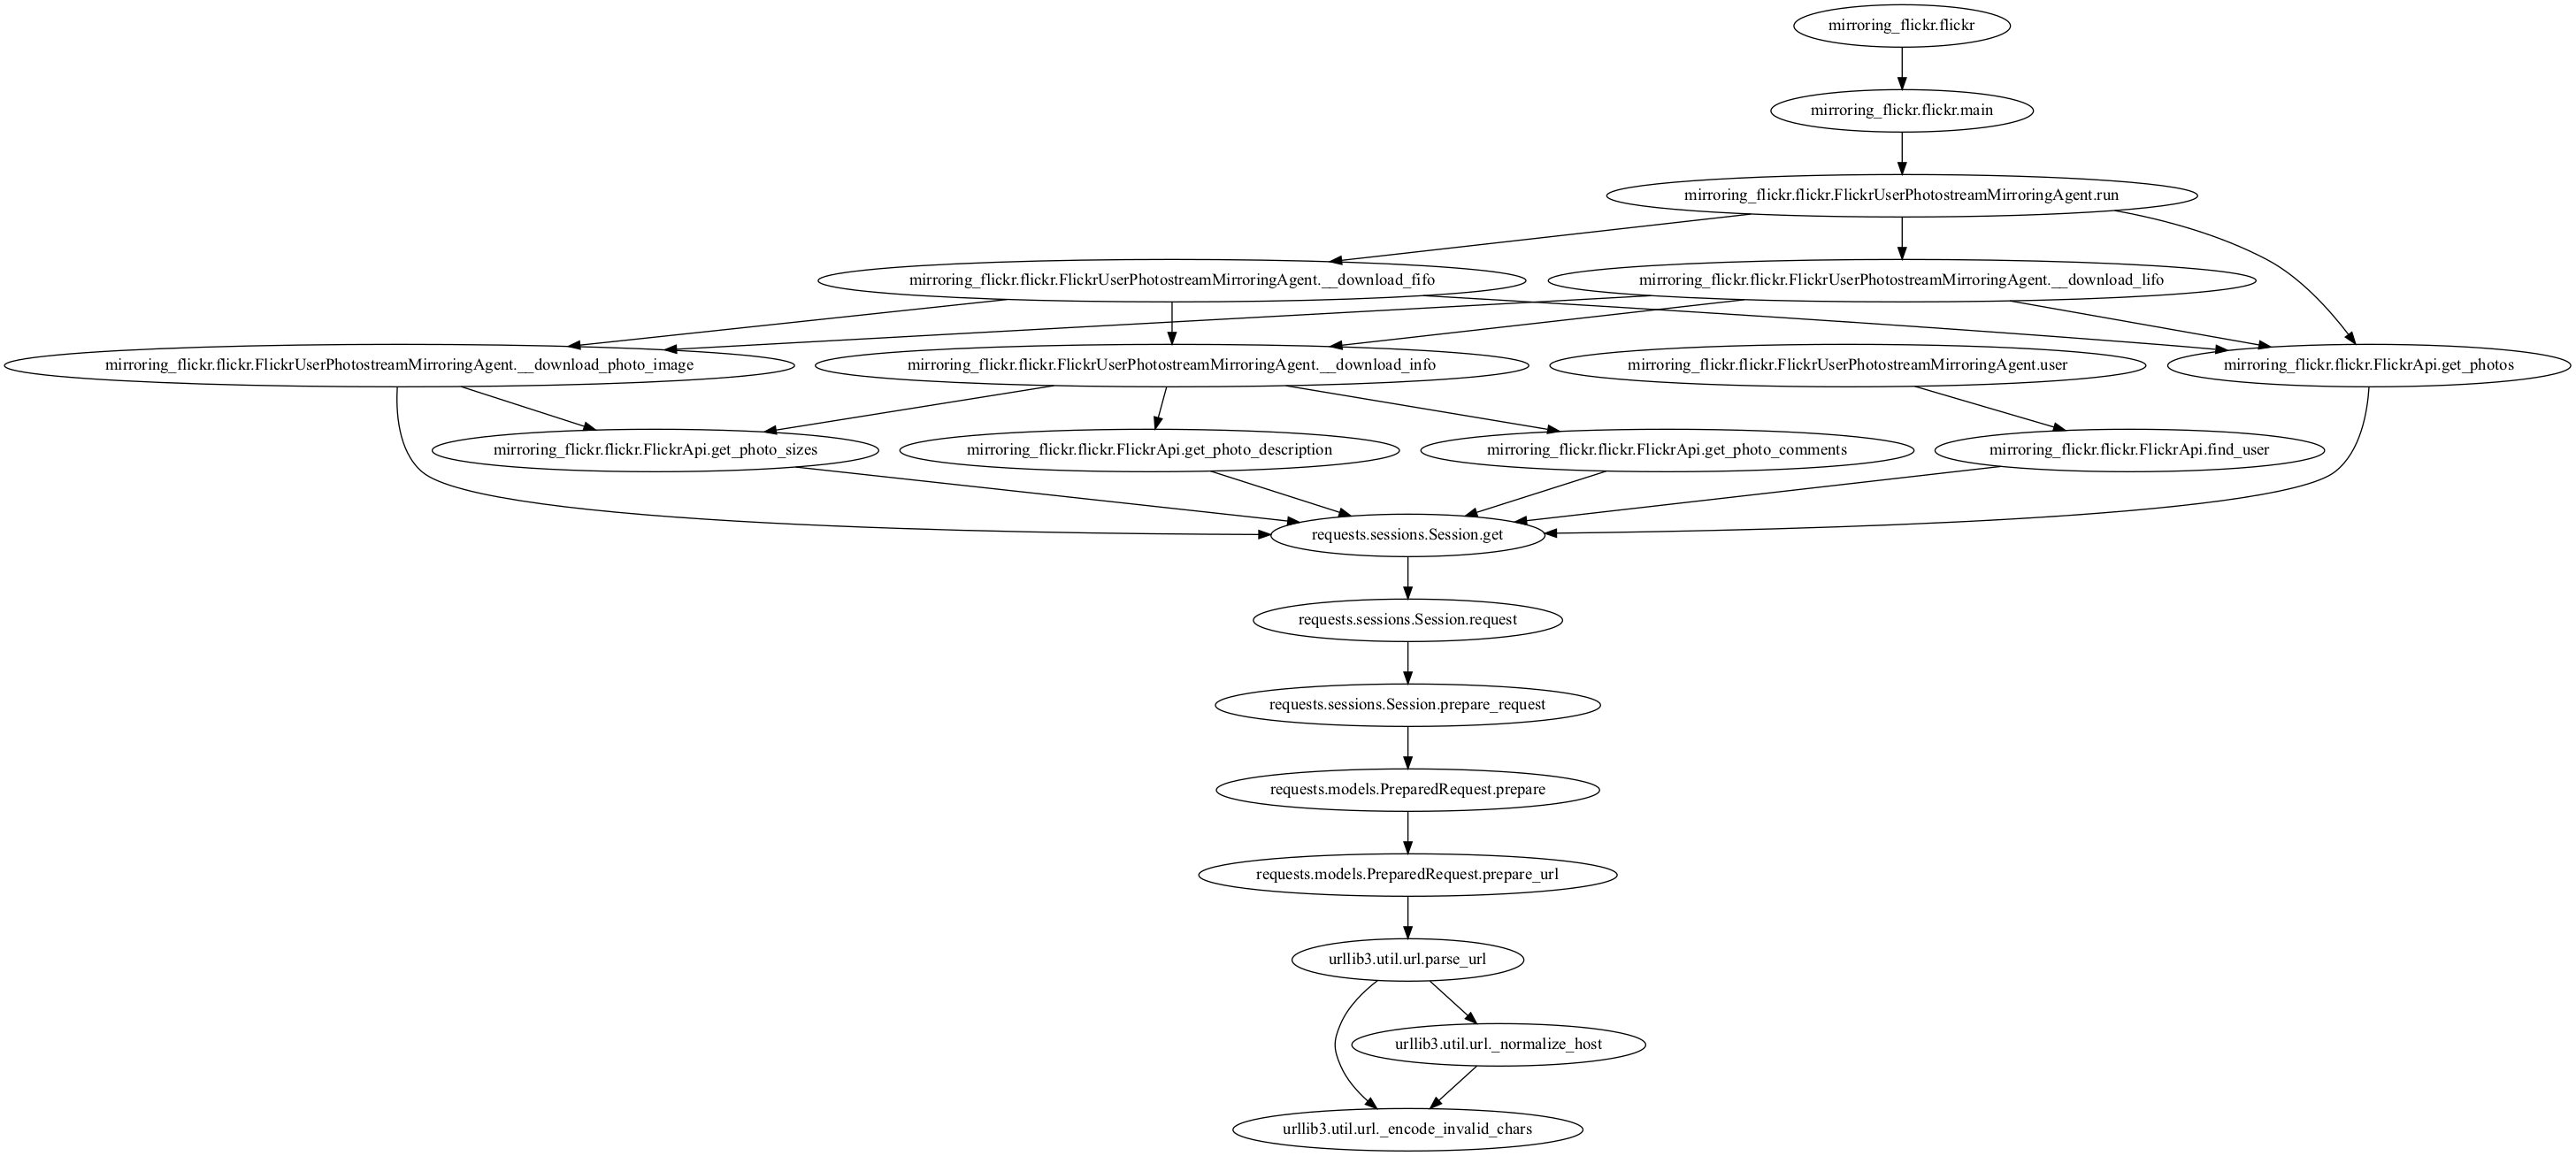 mirroring_flickr.flickr
mirroring_flickr.flickr.main
mirroring_flickr.flickr.FlickrUserPhotostreamMirroringAgent.run
mirroring_flickr.flickr.FlickrUserPhotostreamMirroringAgent.__download_fifo
mirroring_flickr.flickr.FlickrUserPhotostreamMirroringAgent.__download_lifo
mirroring_flickr.flickr.FlickrUserPhotostreamMirroringAgent.__download_photo_image
mirroring_flickr.flickr.FlickrUserPhotostreamMirroringAgent.__download_info
mirroring_flickr.flickr.FlickrUserPhotostreamMirroringAgent.user
mirroring_flickr.flickr.FlickrApi.get_photos
mirroring_flickr.flickr.FlickrApi.get_photo_sizes
mirroring_flickr.flickr.FlickrApi.get_photo_description
mirroring_flickr.flickr.FlickrApi.get_photo_comments
mirroring_flickr.flickr.FlickrApi.find_user
requests.sessions.Session.get
requests.sessions.Session.request
requests.sessions.Session.prepare_request
requests.models.PreparedRequest.prepare
requests.models.PreparedRequest.prepare_url
urllib3.util.url.parse_url
urllib3.util.url._normalize_host
urllib3.util.url._encode_invalid_chars